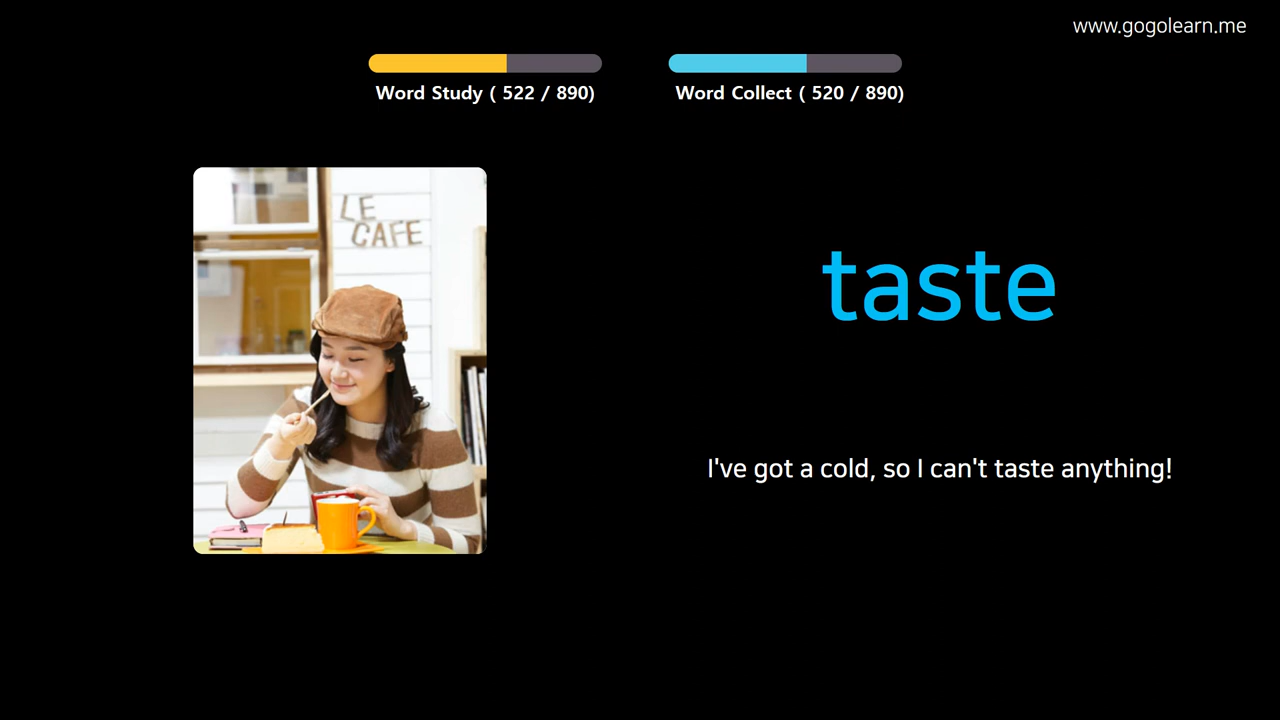 www.gogolearn.me
Word Study ( 522 / 890)
Word Collect ( 520 / 890)
LE
CAFE
taste
I've got a cold, so I can't taste anything!